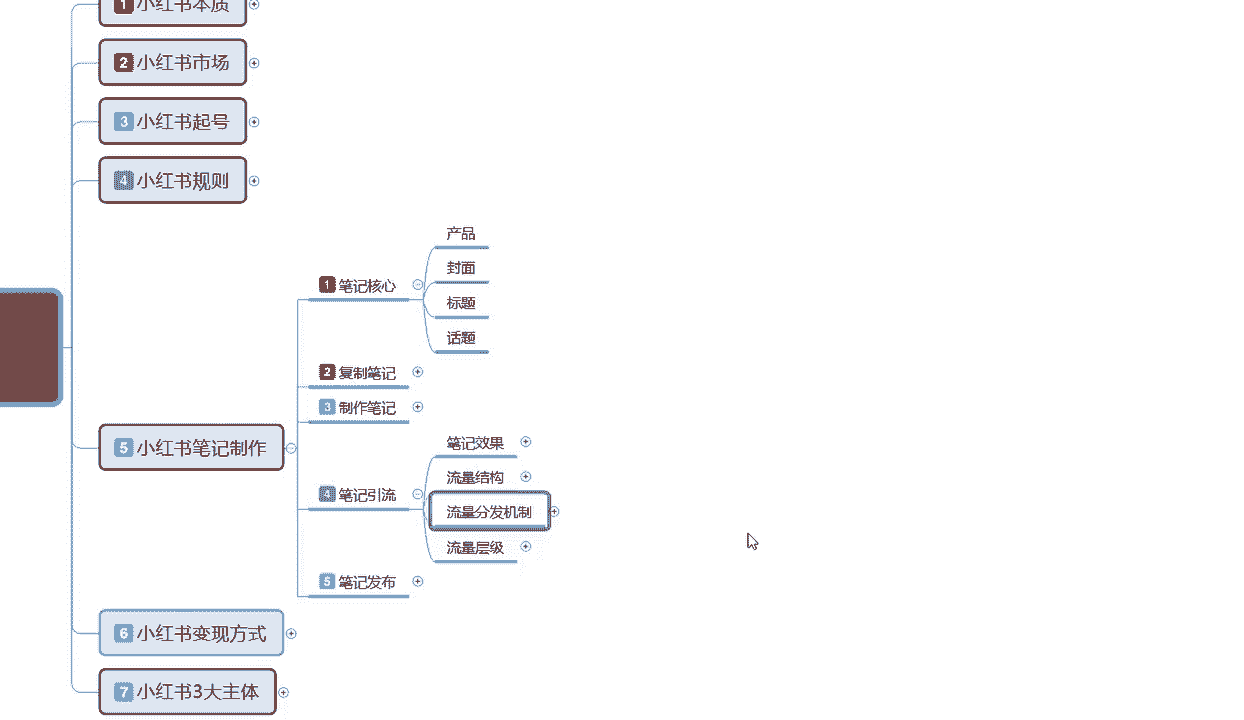 1 小红书本质
2 小红书市场
3 小红书起号
4 小红书规则
5 小红书笔记制作
1 笔记核心
产品
封面
标题
话题
2 复制笔记
3 制作笔记
4 笔记引流
笔记效果
流量结构
流量分发机制
流量层级
5 笔记发布
6 小红书变现方式
7 小红书3大主体